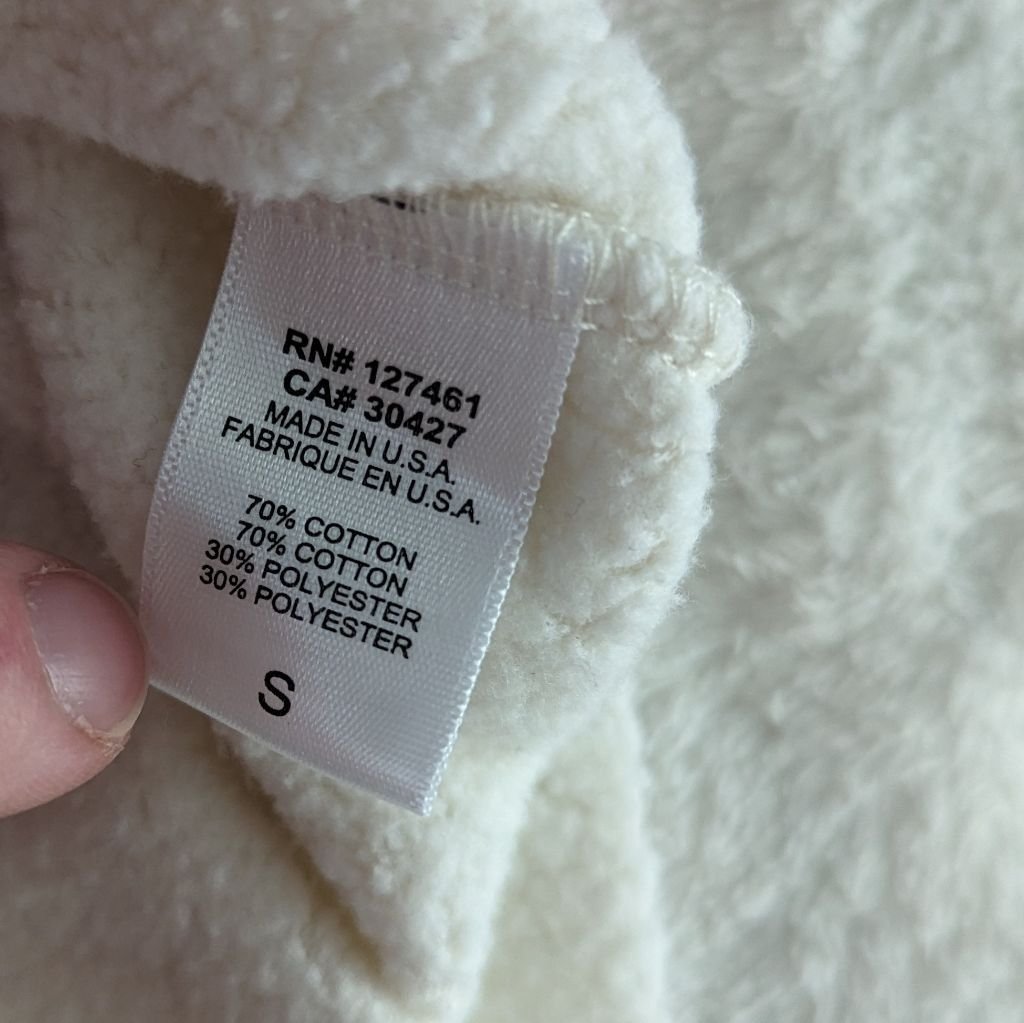 RN# 127461
CA# 30427
MADE IN U.S.A.
FABRIQUE EN U.S.A.
70% COTTON
70% COTTON
30% POLYESTER
30% POLYESTER
S